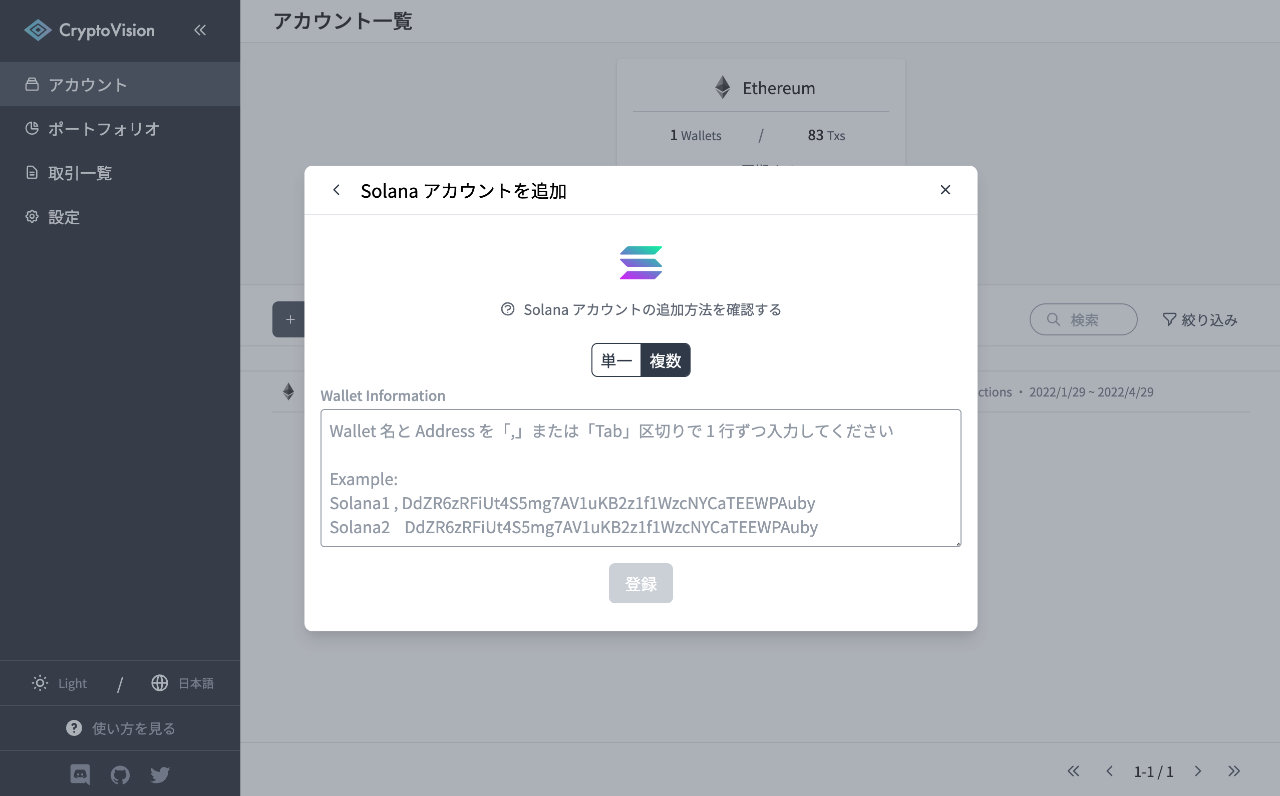 CryptoVision
アカウント
ポートフォリオ
取引一覧
設定
Light / 日本語
使い方を見る
アカウント一覧
Ethereum
1 Wallets / 83 Txs
Solana アカウントを追加
Solana アカウントの追加方法を確認する
単一 複数
Wallet Information
Wallet 名と Address を「,」または「Tab」区切りで 1 行ずつ入力してください
Example:
Solana1 , DdZR6zRFiUt4S5mg7AV1uKB2z1f1WzcNYCaTEEWPAuby
Solana2 DdZR6zRFiUt4S5mg7AV1uKB2z1f1WzcNYCaTEEWPAuby
登録
+
検索
絞り込み
ctions ・ 2022/1/29 ~ 2022/4/29
1-1 / 1